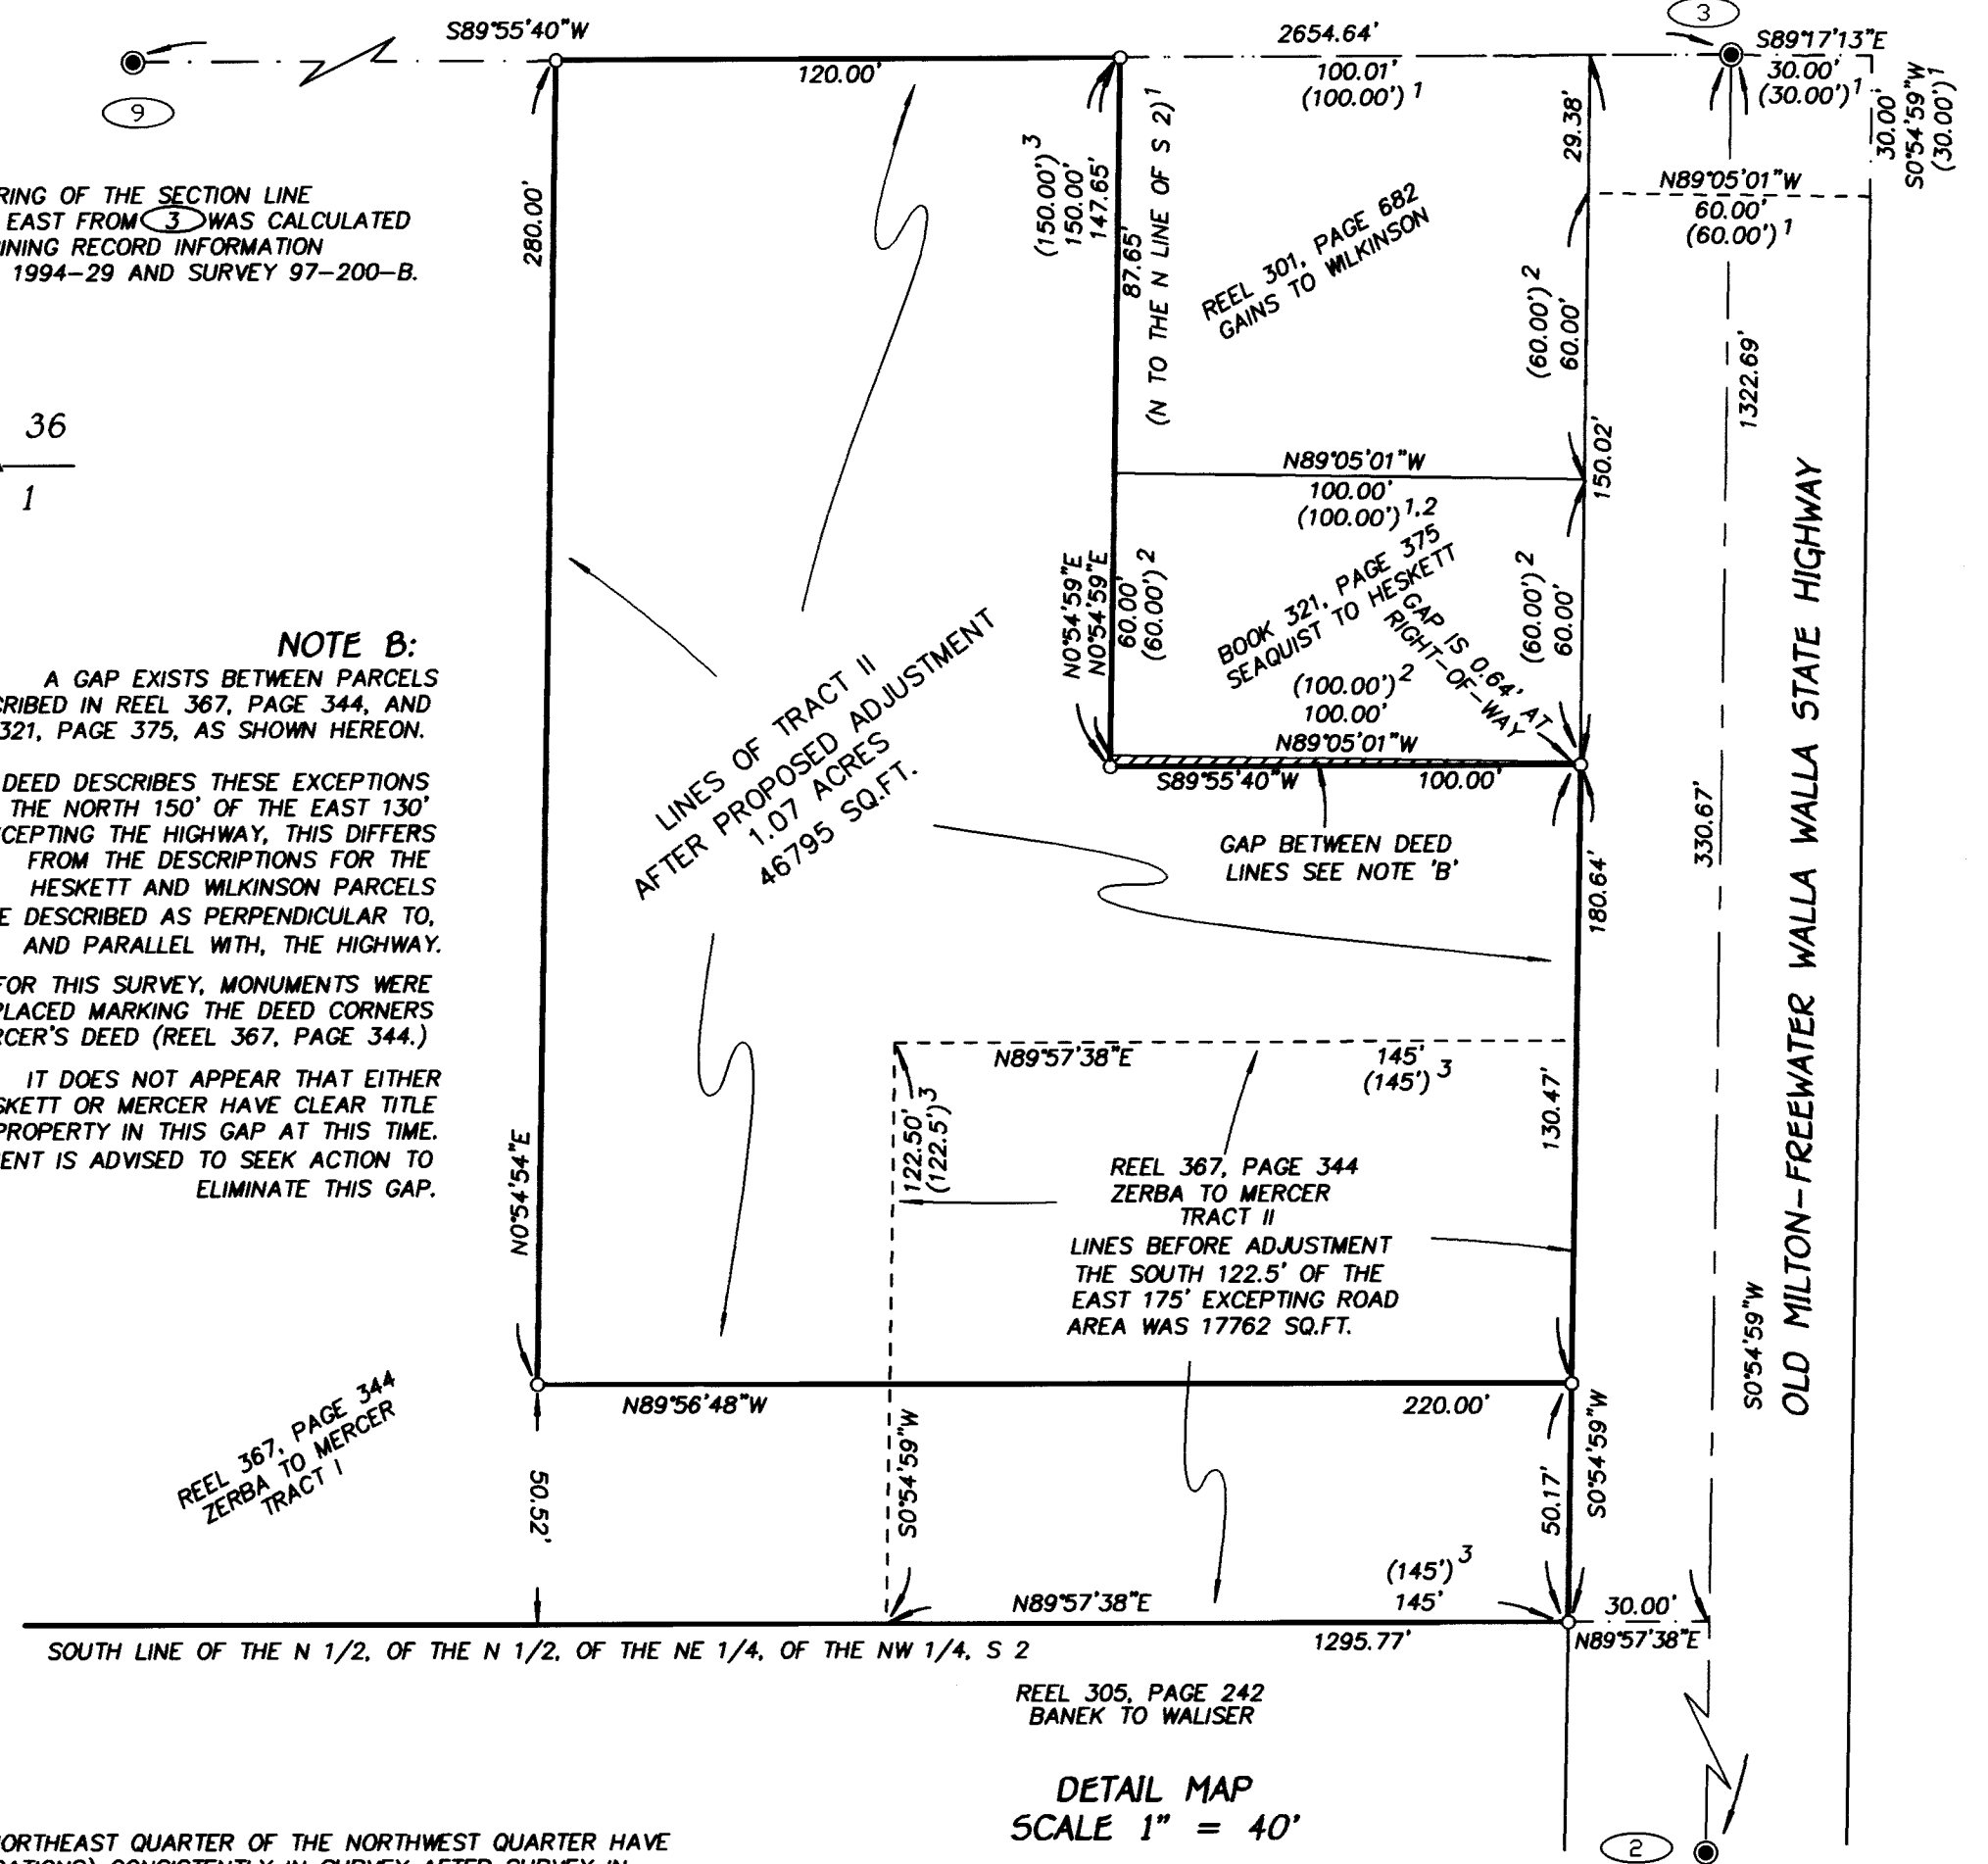 S89°55'40"W
2654.64'
3
S89°17'13"E
120.00'
100.01'
(100.00') 1
30.00'
(30.00') 1
30.00'
S0°54'59"W
(30.00') 1
9
29.38'
N89°05'01"W
60.00'
(60.00') 1
RING OF THE SECTION LINE
EAST FROM 3 WAS CALCULATED
INING RECORD INFORMATION
1994-29 AND SURVEY 97-200-B.
280.00'
(150.00') 3
150.00'
147.65'
87.65'
(N TO THE N LINE OF S 2) 1
REEL 301, PAGE 682
GAINS TO WILKINSON
(60.00') 2
60.00'
1322.69'
36
1
N89°05'01"W
100.00'
(100.00') 1,2
150.02'
N0°54'59"E
N0°54'59"E
60.00'
(60.00') 2
BOOK 321, PAGE 375
SEAQUIST TO HESKETT
GAP IS 0.64' AT
RIGHT-OF-WAY
(60.00') 2
60.00'
(100.00') 2
100.00'
N89°05'01"W
S89°55'40"W
100.00'
GAP BETWEEN DEED
LINES SEE NOTE 'B'
OLD MILTON-FREEWATER WALLA WALLA STATE HIGHWAY
NOTE B:
A GAP EXISTS BETWEEN PARCELS
CRIBED IN REEL 367, PAGE 344, AND
321, PAGE 375, AS SHOWN HEREON.
DEED DESCRIBES THESE EXCEPTIONS
THE NORTH 150' OF THE EAST 130'
CEPTING THE HIGHWAY, THIS DIFFERS
FROM THE DESCRIPTIONS FOR THE
HESKETT AND WILKINSON PARCELS
E DESCRIBED AS PERPENDICULAR TO,
AND PARALLEL WITH, THE HIGHWAY.
FOR THIS SURVEY, MONUMENTS WERE
PLACED MARKING THE DEED CORNERS
RCER'S DEED (REEL 367, PAGE 344.)
IT DOES NOT APPEAR THAT EITHER
SKETT OR MERCER HAVE CLEAR TITLE
PROPERTY IN THIS GAP AT THIS TIME.
ENT IS ADVISED TO SEEK ACTION TO
ELIMINATE THIS GAP.
LINES OF TRACT II
AFTER PROPOSED ADJUSTMENT
1.07 ACRES
46795 SQ.FT.
180.64'
330.67'
N89°57'38"E
145'
(145') 3
130.47'
122.50'
(122.5') 3
N0°54'54"E
REEL 367, PAGE 344
ZERBA TO MERCER
TRACT II
LINES BEFORE ADJUSTMENT
THE SOUTH 122.5' OF THE
EAST 175' EXCEPTING ROAD
AREA WAS 17762 SQ.FT.
S0°54'59"W
N89°56'48"W
220.00'
REEL 367, PAGE 344
ZERBA TO MERCER
TRACT I
50.52'
S0°54'59"W
50.17'
S0°54'59"W
(145') 3
N89°57'38"E
145'
30.00'
SOUTH LINE OF THE N 1/2, OF THE N 1/2, OF THE NE 1/4, OF THE NW 1/4, S 2
1295.77'
N89°57'38"E
REEL 305, PAGE 242
BANEK TO WALISER
DETAIL MAP
SCALE 1" = 40'
2
ORTHEAST QUARTER OF THE NORTHWEST QUARTER HAVE